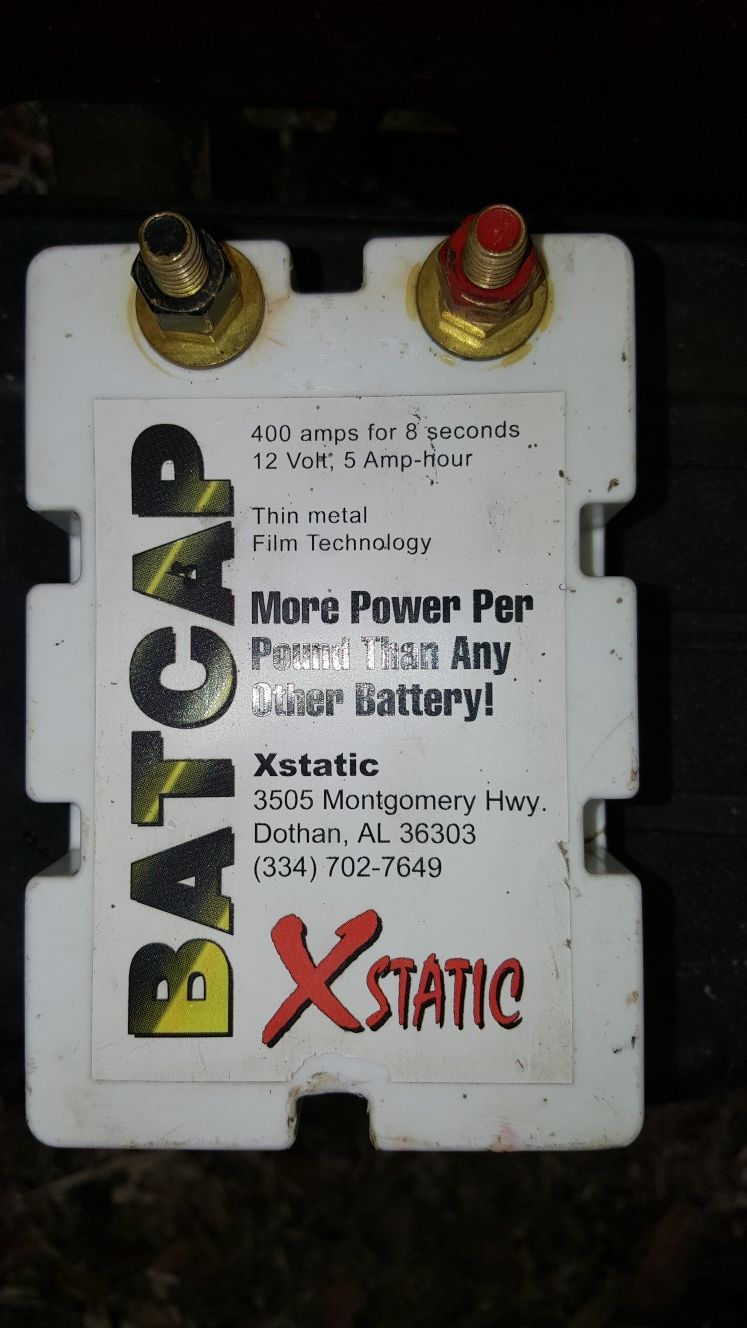 BATCAP
400 amps for 8 seconds
12 Volt, 5 Amp-hour
Thin metal
Film Technology
More Power Per
Pound Than Any
Other Battery!
Xstatic
3505 Montgomery Hwy.
Dothan, AL 36303
(334) 702-7649
XSTATIC